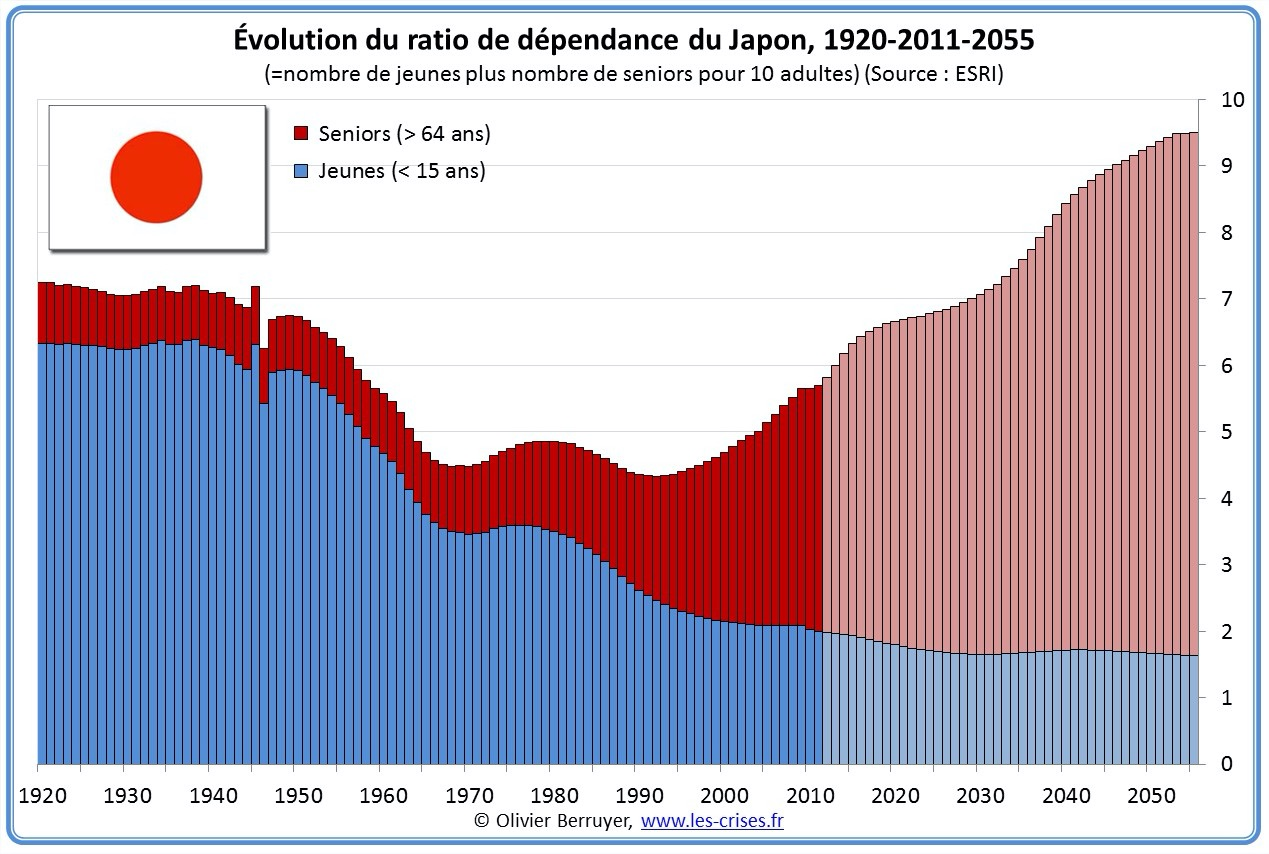 Évolution du ratio de dépendance du Japon, 1920-2011-2055
(=nombre de jeunes plus nombre de seniors pour 10 adultes) (Source : ESRI)
Seniors (> 64 ans)
Jeunes (< 15 ans)
10
9
8
7
6
5
4
3
2
1
0
1920 1930 1940 1950 1960 1970 1980 1990 2000 2010 2020 2030 2040 2050
© Olivier Berruyer, www.les-crises.fr